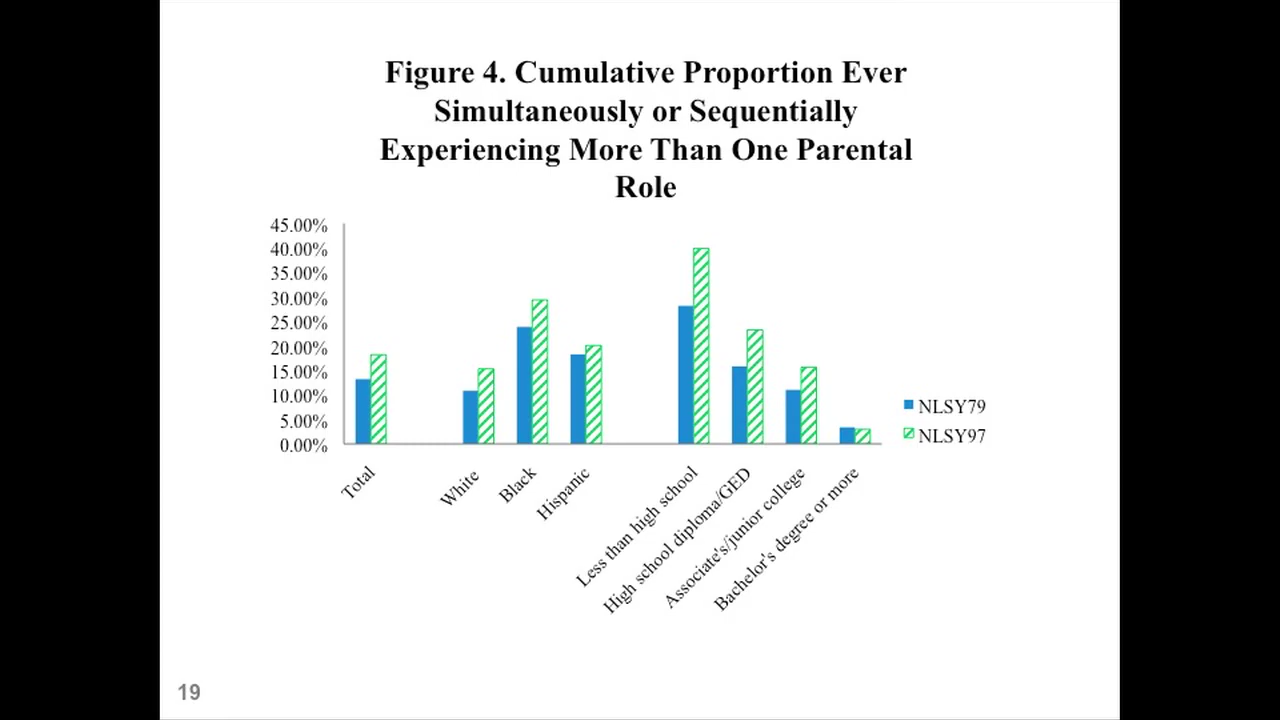 Figure 4. Cumulative Proportion Ever
Simultaneously or Sequentially
Experiencing More Than One Parental
Role
45.00%
40.00%
35.00%
30.00%
25.00%
20.00%
15.00%
10.00%
5.00%
0.00%
NLSY79
NLSY97
Total
White
Black
Hispanic
Less than high school
High school diploma/GED
Associate's/junior college
Bachelor's degree or more
19